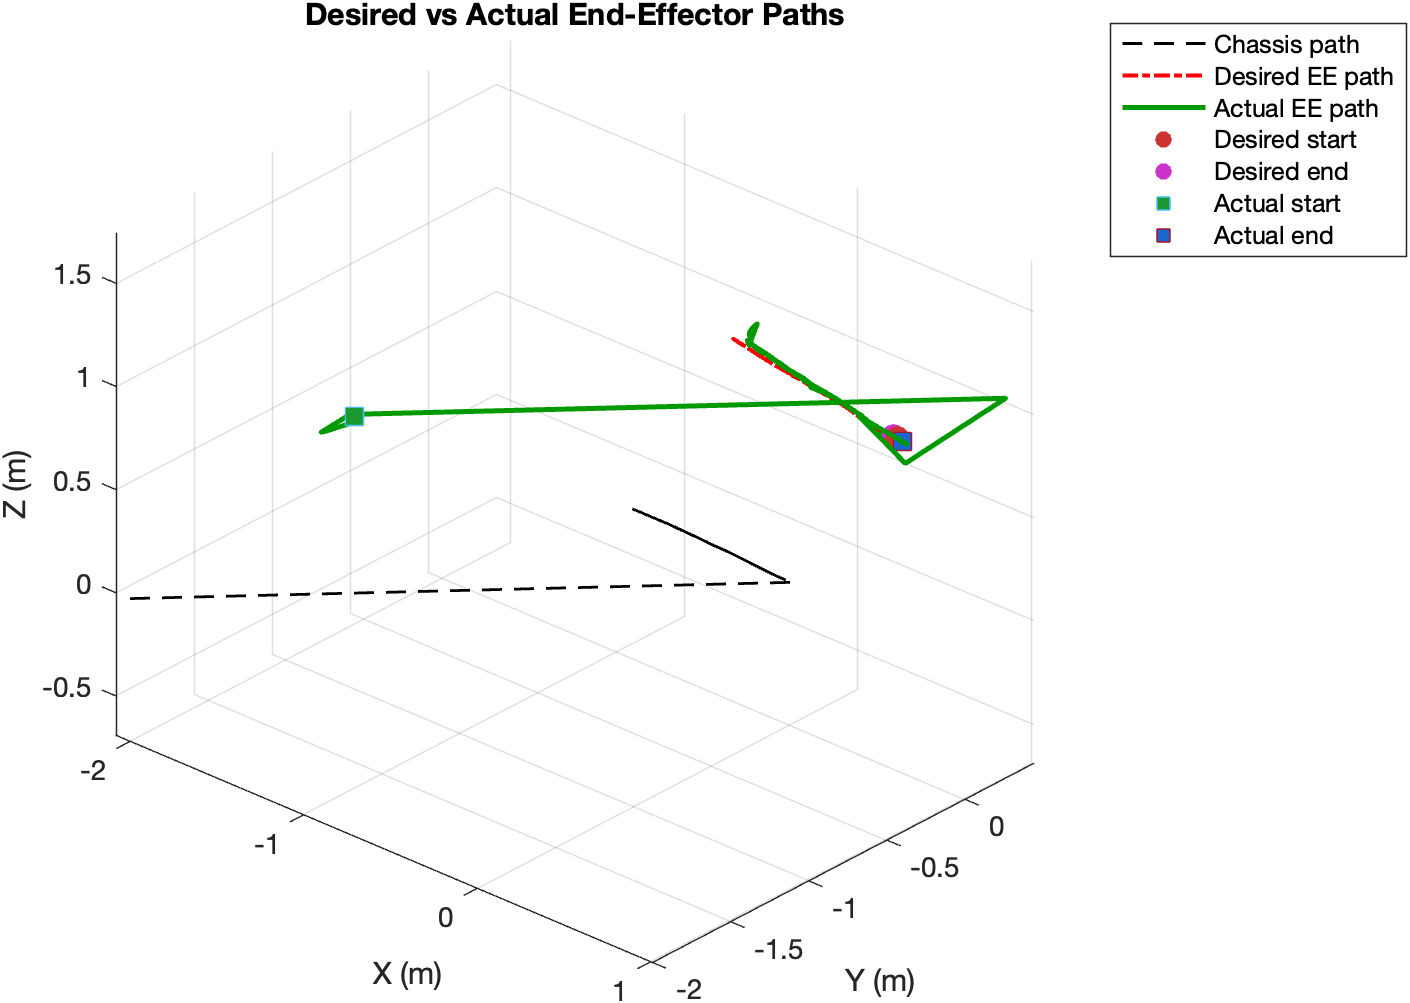 Desired vs Actual End-Effector Paths
Chassis path
Desired EE path
Actual EE path
Desired start
Desired end
Actual start
Actual end
1.5
1
0.5
0
-0.5
Z (m)
-2
-1
0
1
X (m)
-2
-1.5
-1
-0.5
0
Y (m)